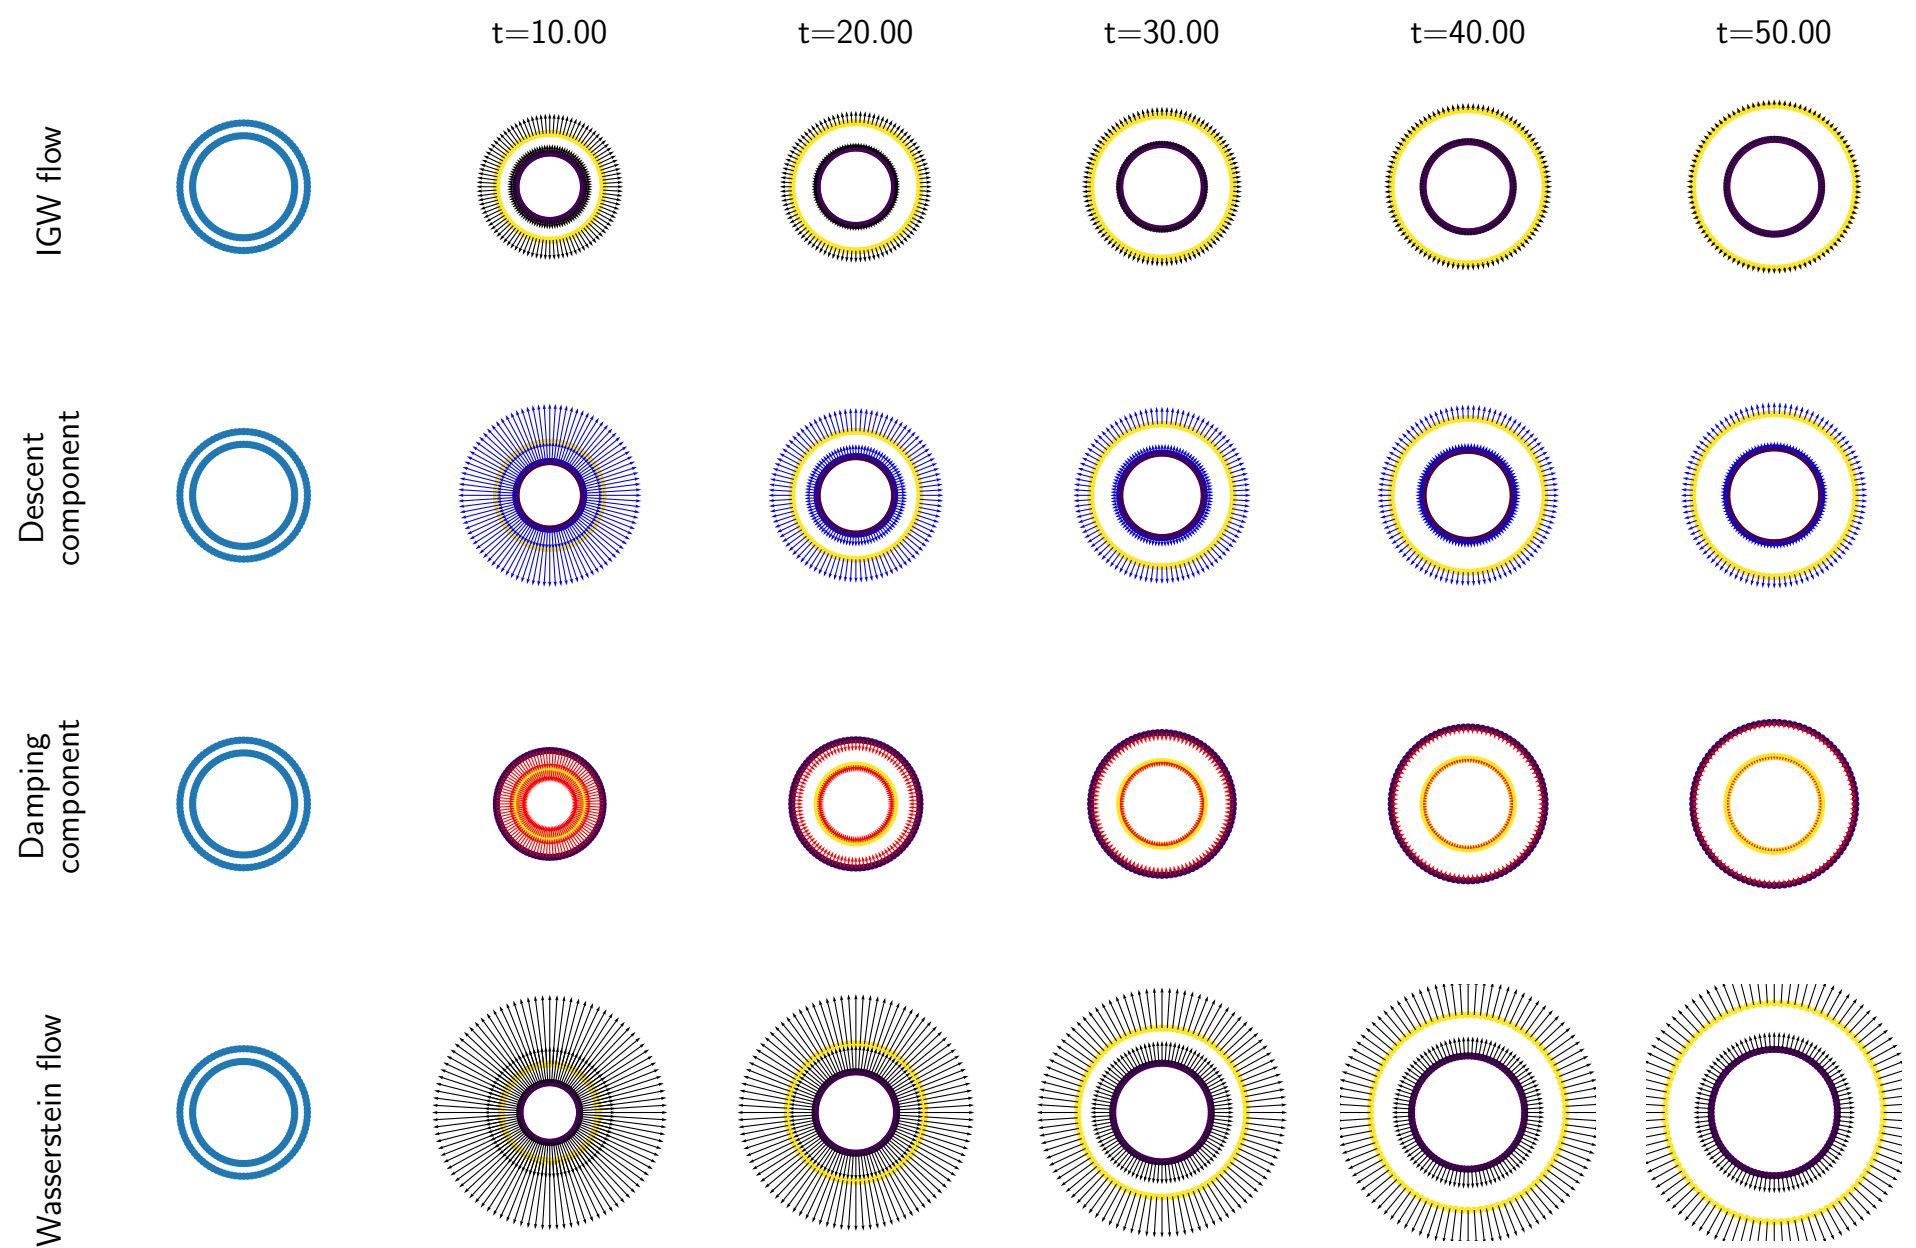 t=10.00
t=20.00
t=30.00
t=40.00
t=50.00
IGW flow
Descent
component
Damping
component
Wasserstein flow